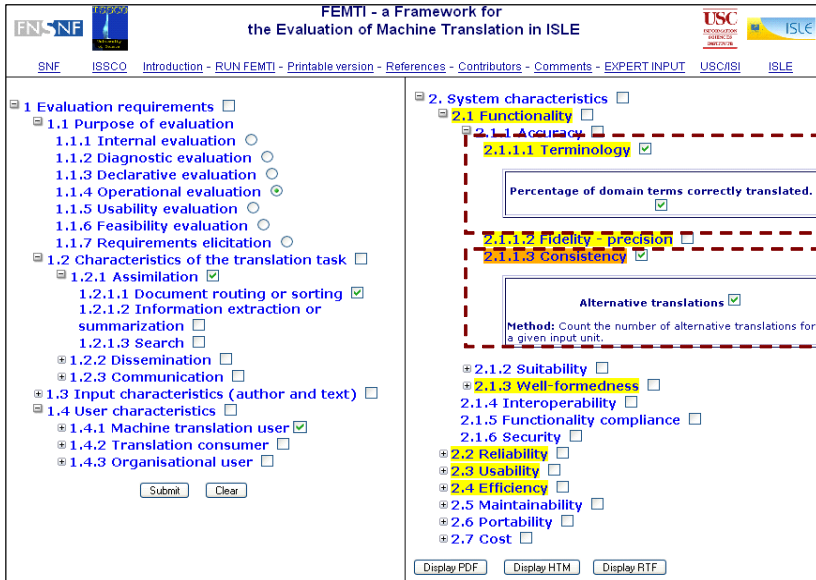 FNSNF
FEMTI - a Framework for
the Evaluation of Machine Translation in ISLE
USC
INFORMATION
SCIENCES
INSTITUTE
ISLE
SNF ISSCO Introduction - RUN FEMTI - Printable version - References - Contributors - Comments - EXPERT INPUT USC/ISI ISLE
1 Evaluation requirements
1.1 Purpose of evaluation
1.1.1 Internal evaluation
1.1.2 Diagnostic evaluation
1.1.3 Declarative evaluation
1.1.4 Operational evaluation
1.1.5 Usability evaluation
1.1.6 Feasibility evaluation
1.1.7 Requirements elicitation
1.2 Characteristics of the translation task
1.2.1 Assimilation
1.2.1.1 Document routing or sorting
1.2.1.2 Information extraction or
summarization
1.2.1.3 Search
1.2.2 Dissemination
1.2.3 Communication
1.3 Input characteristics (author and text)
1.4 User characteristics
1.4.1 Machine translation user
1.4.2 Translation consumer
1.4.3 Organisational user
Submit Clear
2. System characteristics
2.1 Functionality
2.1.1 Accuracy
2.1.1.1 Terminology
Percentage of domain terms correctly translated.
2.1.1.2 Fidelity - precision
2.1.1.3 Consistency
Alternative translations
Method: Count the number of alternative translations for
a given input unit.
2.1.2 Suitability
2.1.3 Well-formedness
2.1.4 Interoperability
2.1.5 Functionality compliance
2.1.6 Security
2.2 Reliability
2.3 Usability
2.4 Efficiency
2.5 Maintainability
2.6 Portability
2.7 Cost
Display PDF Display HTM Display RTF